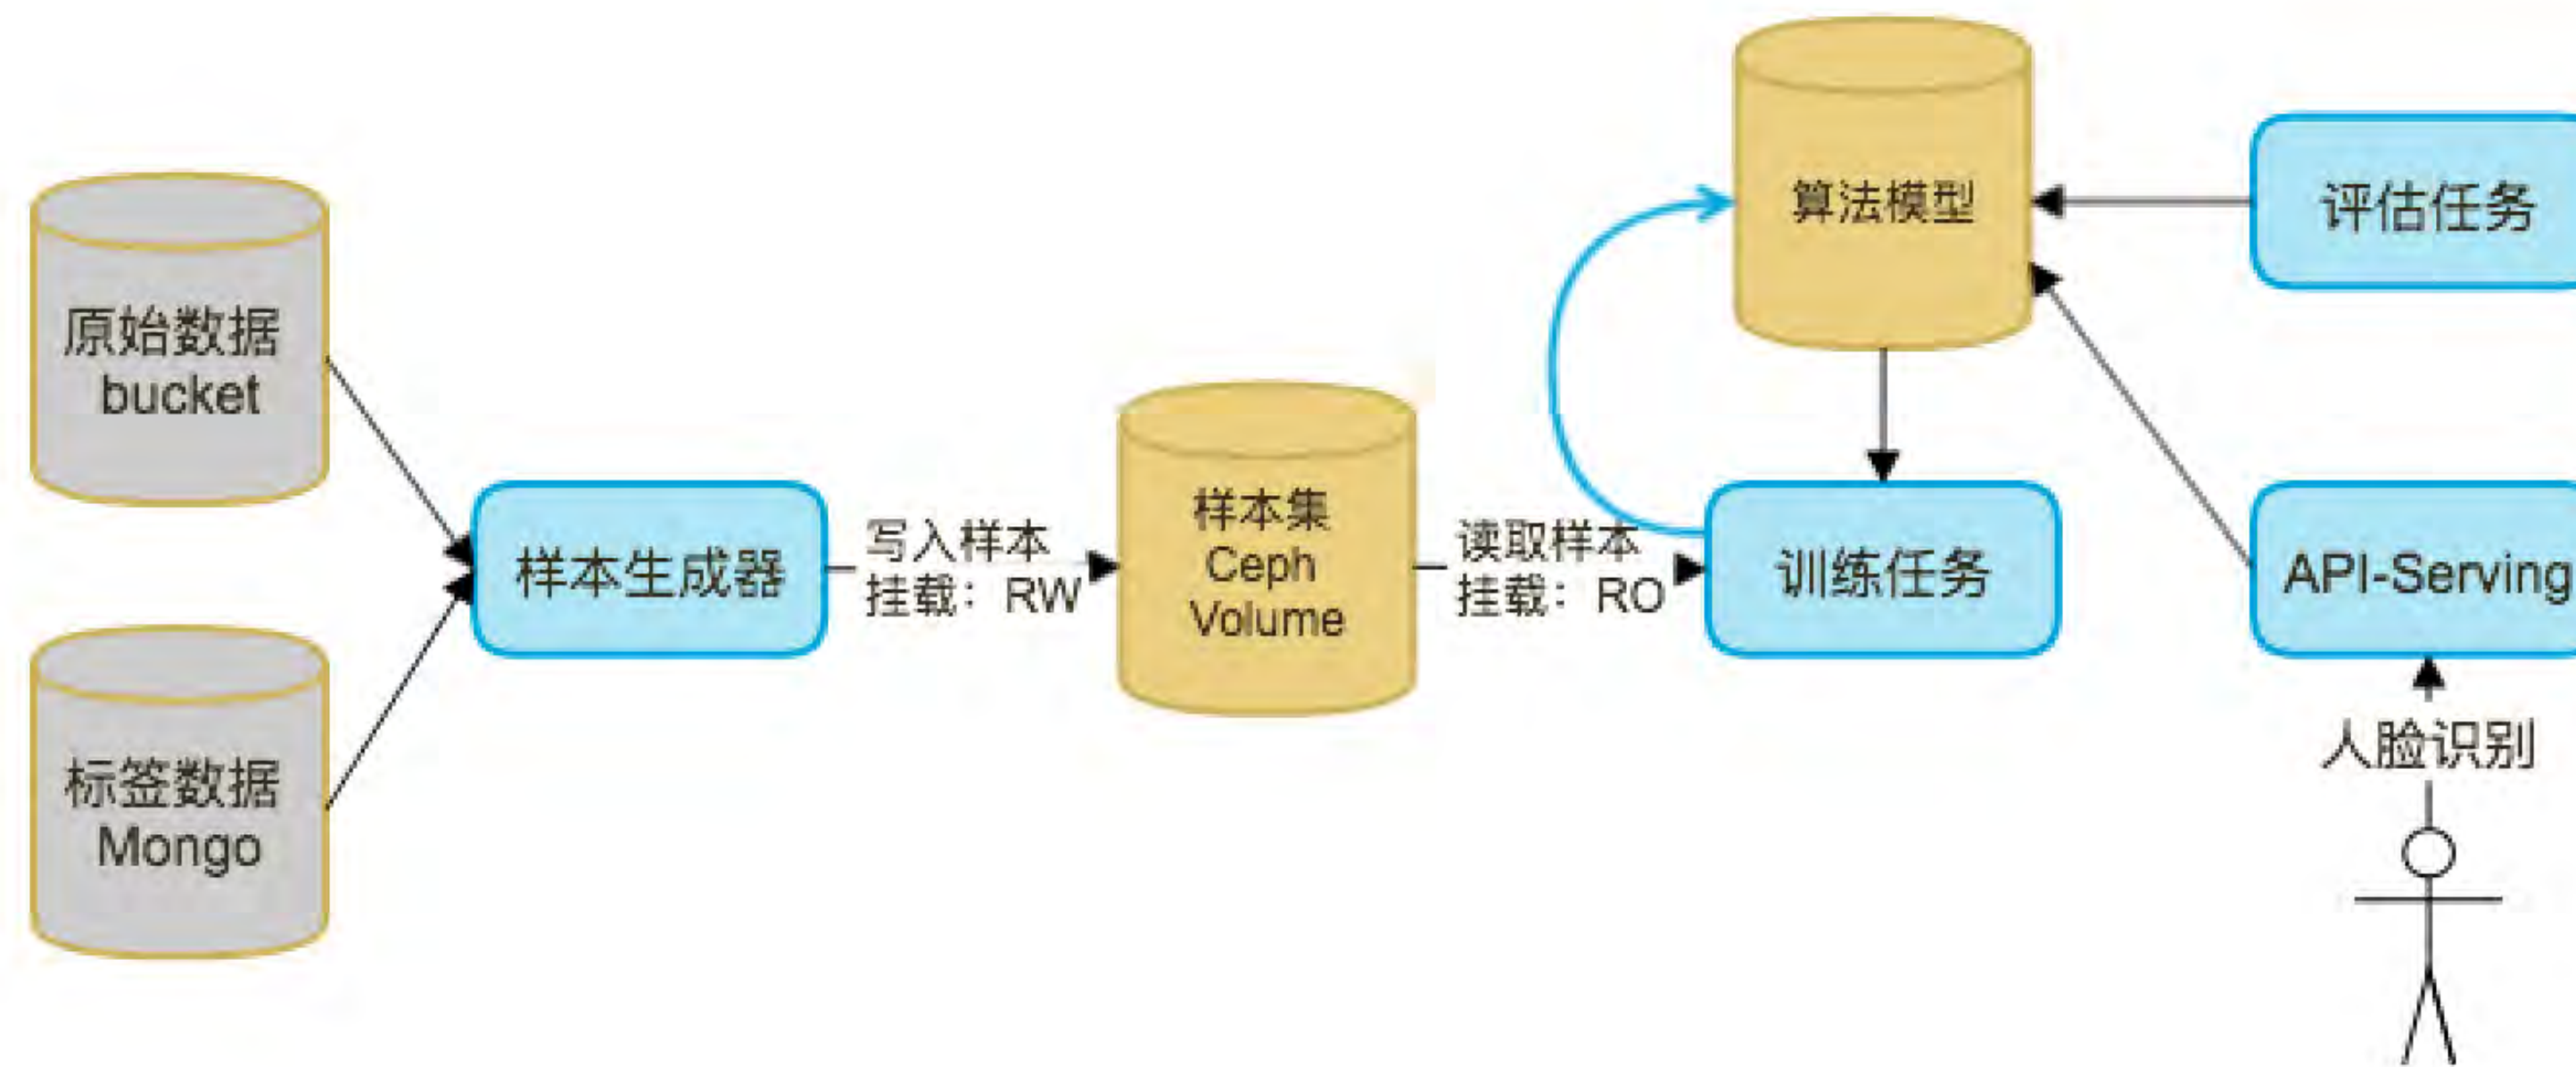 原始数据
bucket
标签数据
Mongo
样本生成器
写入样本
挂载：RW
样本集
Ceph
Volume
读取样本
挂载：RO
算法模型
训练任务
评估任务
API-Serving
人脸识别